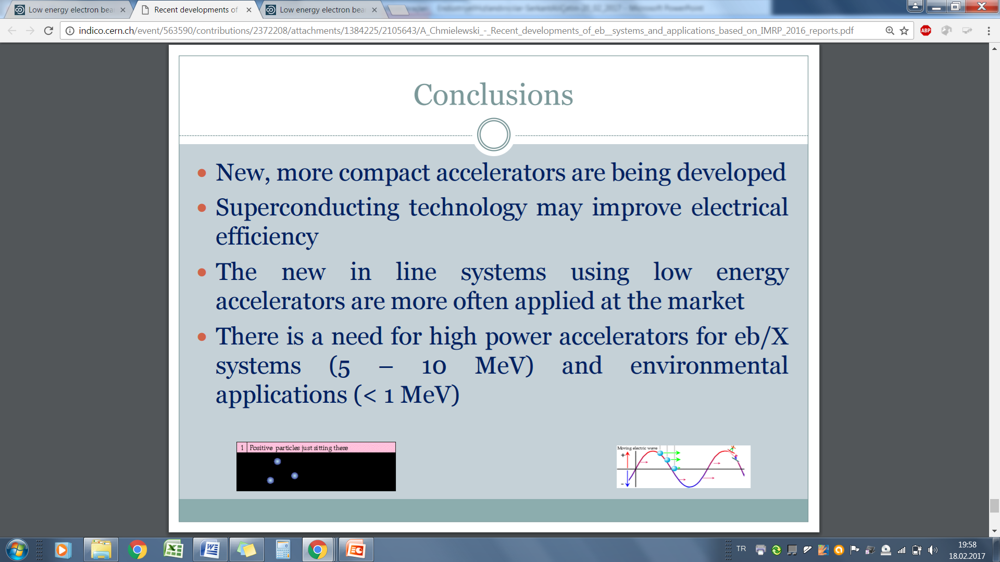 Low energy electron bea
Recent developments of
Low energy electron bea
indico.cern.ch/event/563590/contributions/2372208/attachments/1384225/2105643/A_Chmielewski_-_Recent_developments_of_eb__systems_and_applications_based_on_IMRP_2016_reports.pdf
ABP
Conclusions
• New, more compact accelerators are being developed
• Superconducting technology may improve electrical
efficiency
• The new in line systems using low energy
accelerators are more often applied at the market
• There is a need for high power accelerators for eb/X
systems (5 – 10 MeV) and environmental
applications (< 1 MeV)
1 Positive particles just sitting there
Moving electric wave
+
-
TR
19:58
18.02.2017